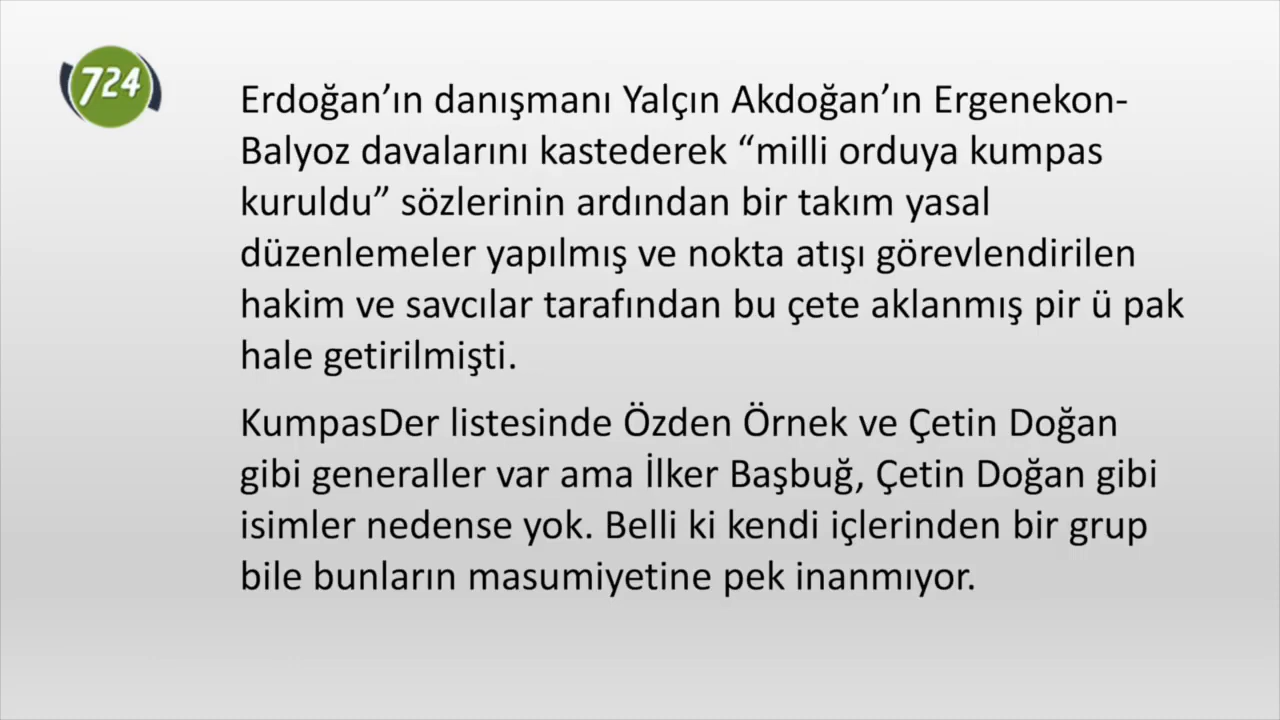 724
Erdoğan’ın danışmanı Yalçın Akdoğan’ın Ergenekon-
Balyoz davalarını kastederek “milli orduya kumpas
kuruldu” sözlerinin ardından bir takım yasal
düzenlemeler yapılmış ve nokta atışı görevlendirilen
hakim ve savcılar tarafından bu çete aklanmış pir ü pak
hale getirilmişti.
KumpasDer listesinde Özden Örnek ve Çetin Doğan
gibi generaller var ama İlker Başbuğ, Çetin Doğan gibi
isimler nedense yok. Belli ki kendi içlerinden bir grup
bile bunların masumiyetine pek inanmıyor.